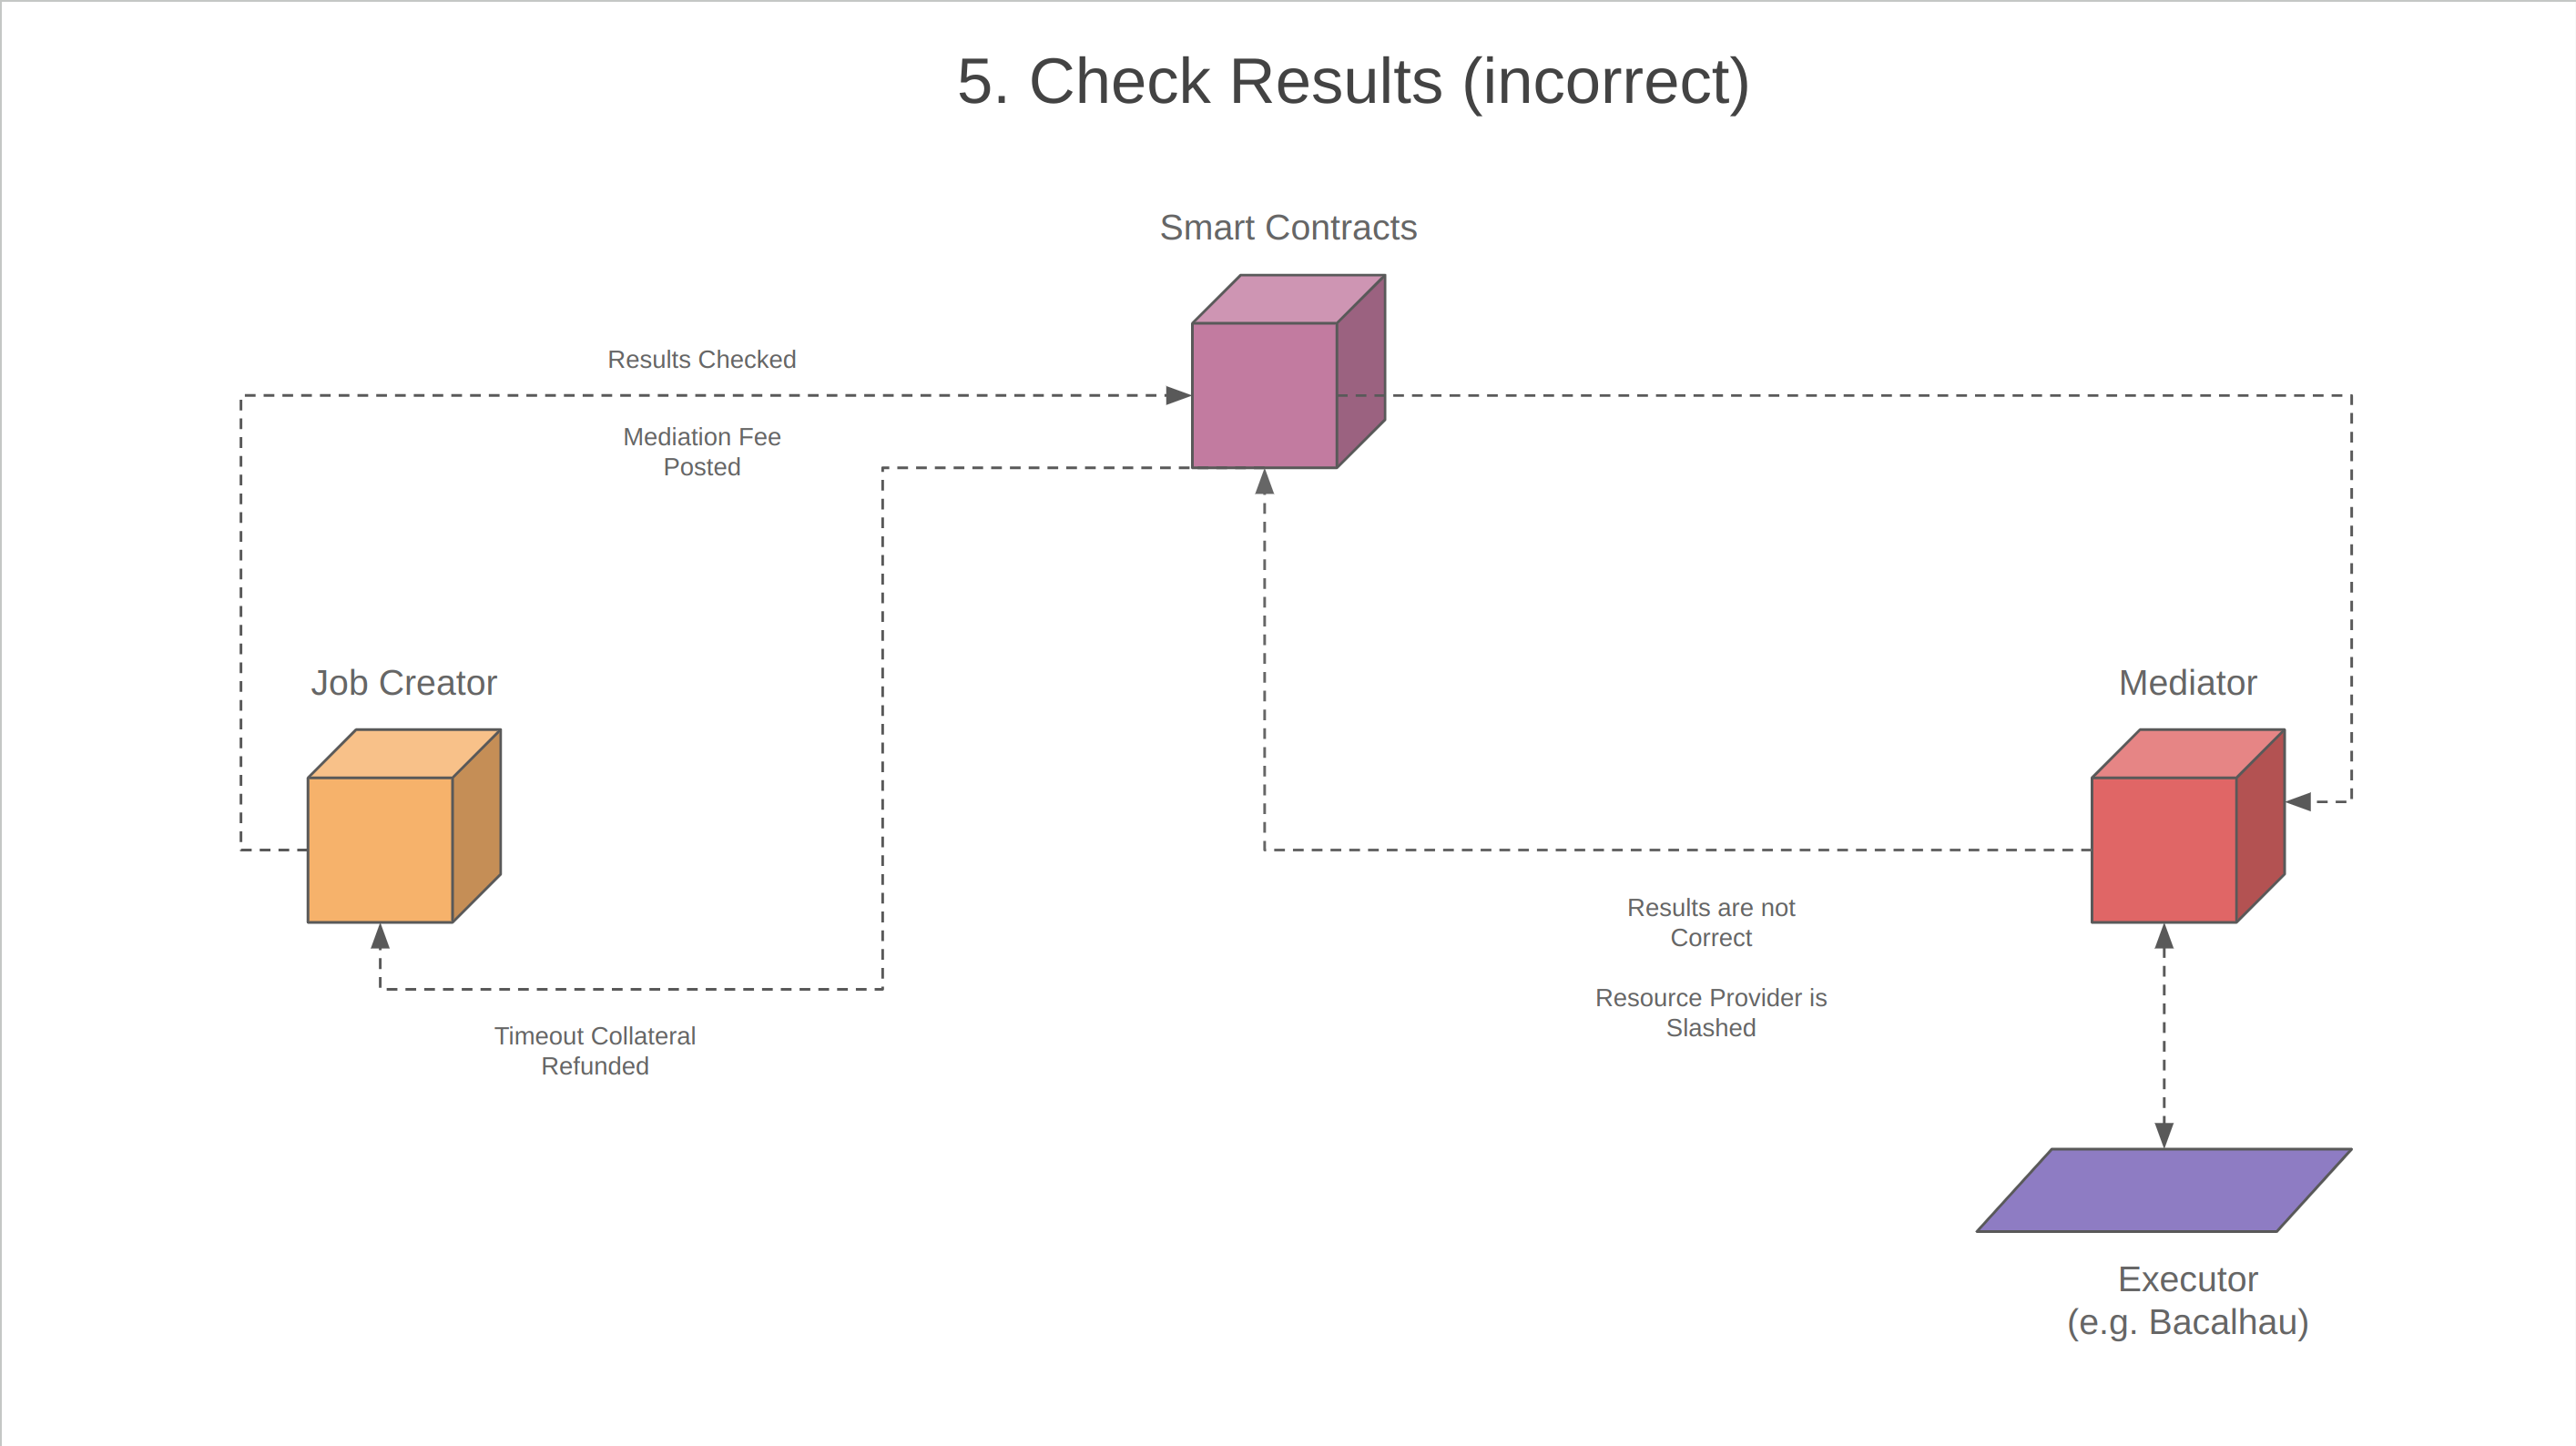 5. Check Results (incorrect)
Smart Contracts
Results Checked
Mediation Fee
Posted
Job Creator
Mediator
Results are not
Correct
Resource Provider is
Slashed
Timeout Collateral
Refunded
Executor
(e.g. Bacalhau)